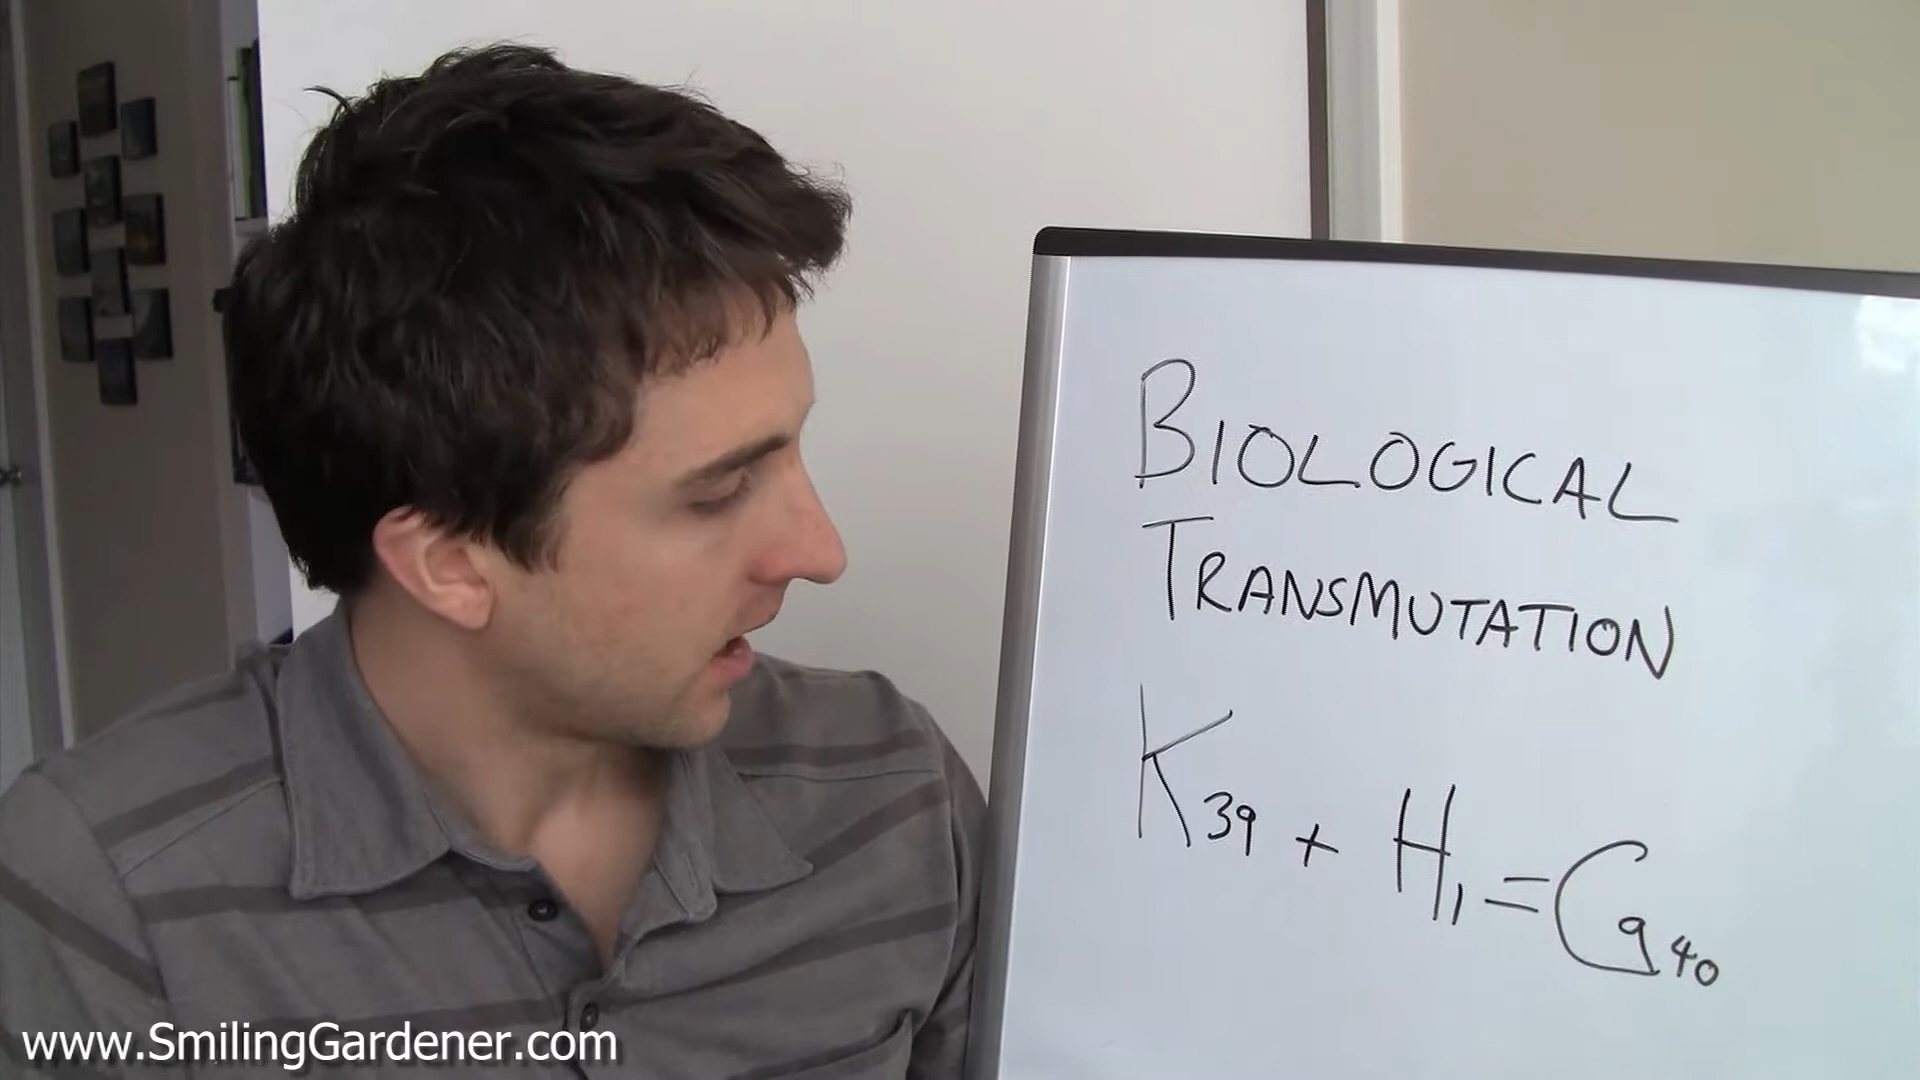 BIOLOGICAL
TRANSMUTATION
K39 + H1 = Ca40
www.SmilingGardener.com